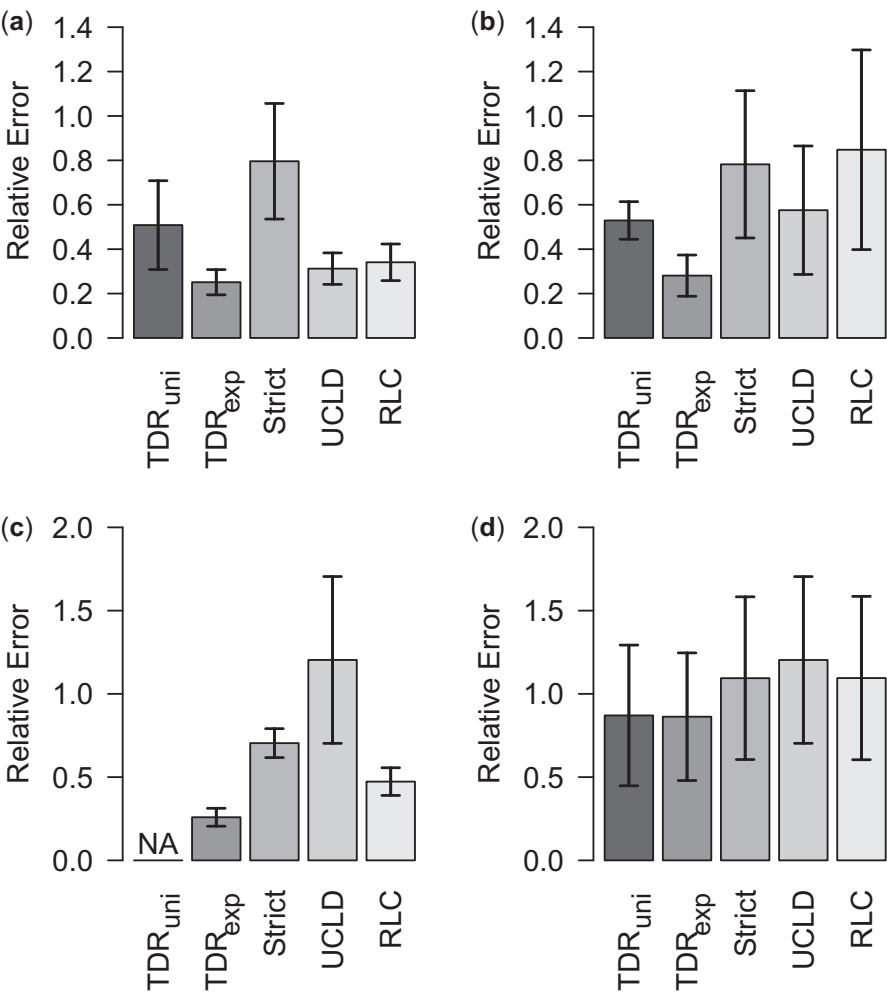 (a)
Relative Error
1.4
1.2
1.0
0.8
0.6
0.4
0.2
0.0
TDRuni
TDRexp
Strict
UCLD
RLC
(b)
Relative Error
1.4
1.2
1.0
0.8
0.6
0.4
0.2
0.0
TDRuni
TDRexp
Strict
UCLD
RLC
(c)
Relative Error
2.0
1.5
1.0
0.5
0.0
NA
TDRuni
TDRexp
Strict
UCLD
RLC
(d)
Relative Error
2.0
1.5
1.0
0.5
0.0
TDRuni
TDRexp
Strict
UCLD
RLC